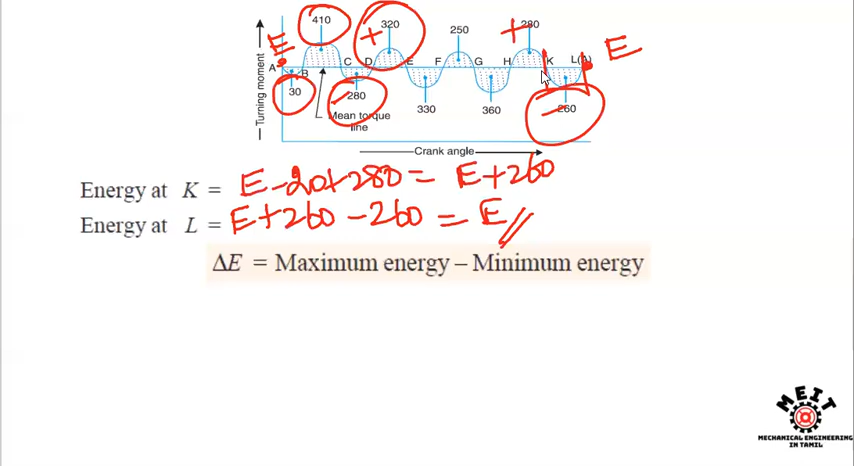 410 320 250 + 280
E + E
A B C D E F G H K L(A)
30 - 280 330 360 - 260
Mean torque
line
Turning moment
Crank angle
Energy at K = E - 20 + 280 = E + 260
Energy at L = E + 260 - 260 = E //
ΔE = Maximum energy – Minimum energy
MEIT
MECHANICAL ENGINEERING
IN TAMIL